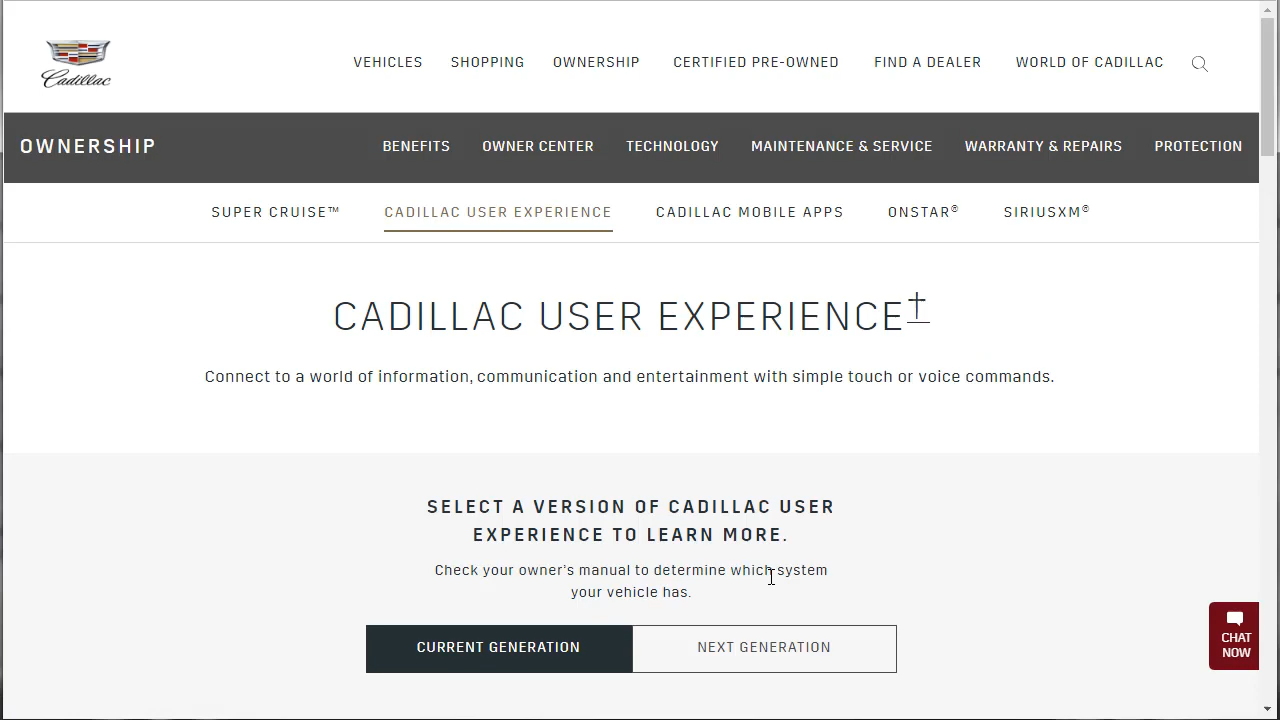 Cadillac
VEHICLES SHOPPING OWNERSHIP CERTIFIED PRE-OWNED FIND A DEALER WORLD OF CADILLAC
OWNERSHIP BENEFITS OWNER CENTER TECHNOLOGY MAINTENANCE & SERVICE WARRANTY & REPAIRS PROTECTION
SUPER CRUISE™ CADILLAC USER EXPERIENCE CADILLAC MOBILE APPS ONSTAR® SIRIUSXM®
CADILLAC USER EXPERIENCE†
Connect to a world of information, communication and entertainment with simple touch or voice commands.
SELECT A VERSION OF CADILLAC USER
EXPERIENCE TO LEARN MORE.
Check your owner's manual to determine which system
your vehicle has.
CURRENT GENERATION NEXT GENERATION
CHAT
NOW